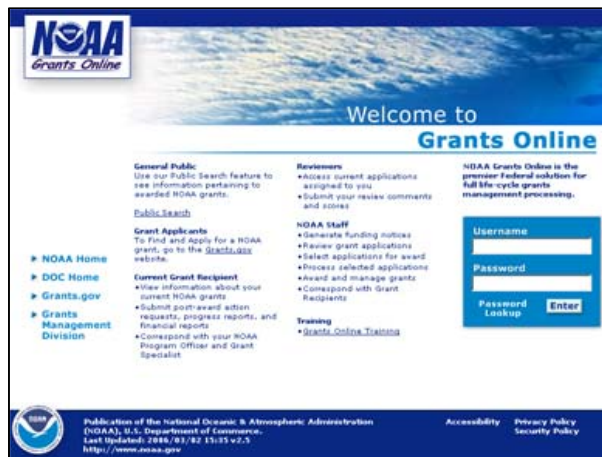 NOAA
Grants Online
Welcome to
Grants Online
General Public
Use our Public Search feature to
see information pertaining to
awarded NOAA grants.
Public Search
Grant Applicants
To Find and Apply for a NOAA
grant, go to the Grants.gov
website.
Current Grant Recipient
•View information about your
current NOAA grants
•Submit post-award action
requests, progress reports, and
financial reports
•Correspond with your NOAA
Program Officer and Grant
Specialist
Reviewers
•Access current applications
assigned to you
•Submit your review comments
and scores
NOAA Staff
•Generate funding notices
•Review grant applications
•Select applications for award
•Process selected applications
•Award and manage grants
•Correspond with Grant
Recipients
Training
•Grants Online Training
NOAA Grants Online is the
premier Federal solution for
full life-cycle grants
management processing.
Username
Password
Password
Lookup
Enter
NOAA Home
DOC Home
Grants.gov
Grants
Management
Division
NOAA
Publication of the National Oceanic & Atmospheric Administration
(NOAA), U.S. Department of Commerce.
Last Updated: 2006/03/02 15:35 v2.5
http://www.noaa.gov
Accessibility
Privacy Policy
Security Policy